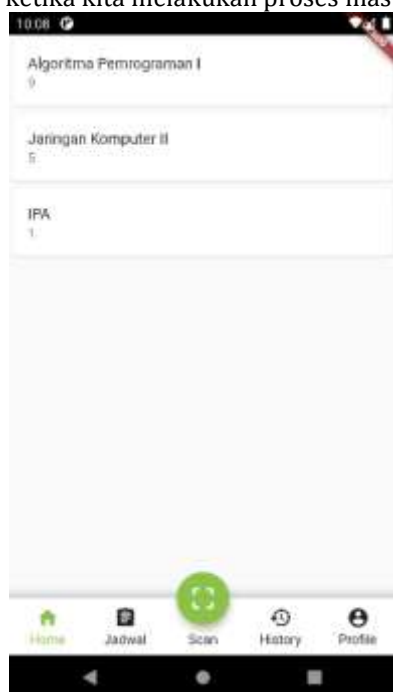 ketika kita melakukan proses mas
10:08
Algoritma Pemrograman I
9
Jaringan Komputer II
5
IPA
1
Home
Jadwal
Scan
History
Profile